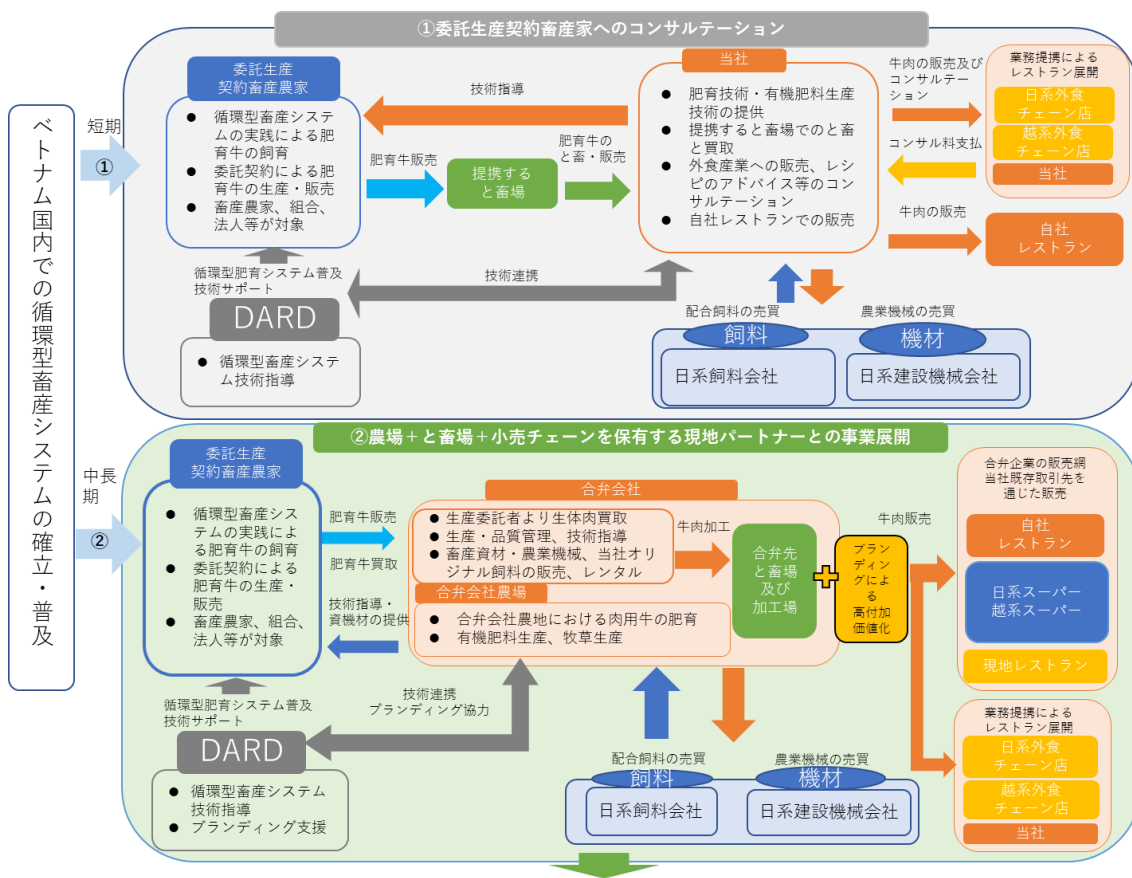 ベトナム国内での循環型畜産システムの確立・普及
①委託生産契約畜産家へのコンサルテーション
短期
①
委託生産
契約畜産農家
● 循環型畜産システ
ムの実践による肥
育牛の飼育
● 委託契約による肥
育牛の生産・販売
● 畜産農家、組合、
法人等が対象
技術指導
肥育牛販売
提携する
と畜場
肥育牛の
と畜・販売
当社
● 肥育技術・有機肥料生産
技術の提供
● 提携すると畜場でのと畜
と買取
● 外食産業への販売、レシ
ピのアドバイス等のコン
サルテーション
● 自社レストランでの販売
牛肉の販売及び
コンサルテー
ション
コンサル料支払
牛肉の販売
業務提携による
レストラン展開
日系外食
チェーン店
越系外食
チェーン店
当社
自社
レストラン
循環型肥育システム普及
技術サポート
技術連携
DARD
● 循環型畜産システ
ム技術指導
配合飼料の売買
農業機械の売買
飼料
機材
日系飼料会社
日系建設機械会社
②農場+と畜場+小売チェーンを保有する現地パートナーとの事業展開
中長
期
②
委託生産
契約畜産農家
● 循環型畜産システ
ムの実践による肥
育牛の飼育
● 委託契約による肥
育牛の生産・
販売
● 畜産農家、組合、
法人等が対象
肥育牛販売
肥育牛買取
技術指導・
資機材の提供
合弁会社
● 生産委託者より生体肉買取
● 生産・品質管理、技術指導
● 畜産資材・農業機械、当社オリ
ジナル飼料の販売、レンタル
合弁会社農場
● 合弁会社農地における肉用牛の肥育
● 有機肥料生産、牧草生産
牛肉加工
合弁先
と畜場
及び
加工場
ブラン
ディン
グによ
る
高付加
価値化
牛肉販売
合弁企業の販売網
当社既存取引先を
通じた販売
自社
レストラン
日系スーパー
越系スーパー
現地レストラン
業務提携による
レストラン展開
日系外食
チェーン店
越系外食
チェーン店
当社
循環型肥育システム普及
技術サポート
技術連携
ブランディング協力
DARD
● 循環型畜産システム
技術指導
● ブランディング支援
配合飼料の売買
農業機械の売買
飼料
機材
日系飼料会社
日系建設機械会社